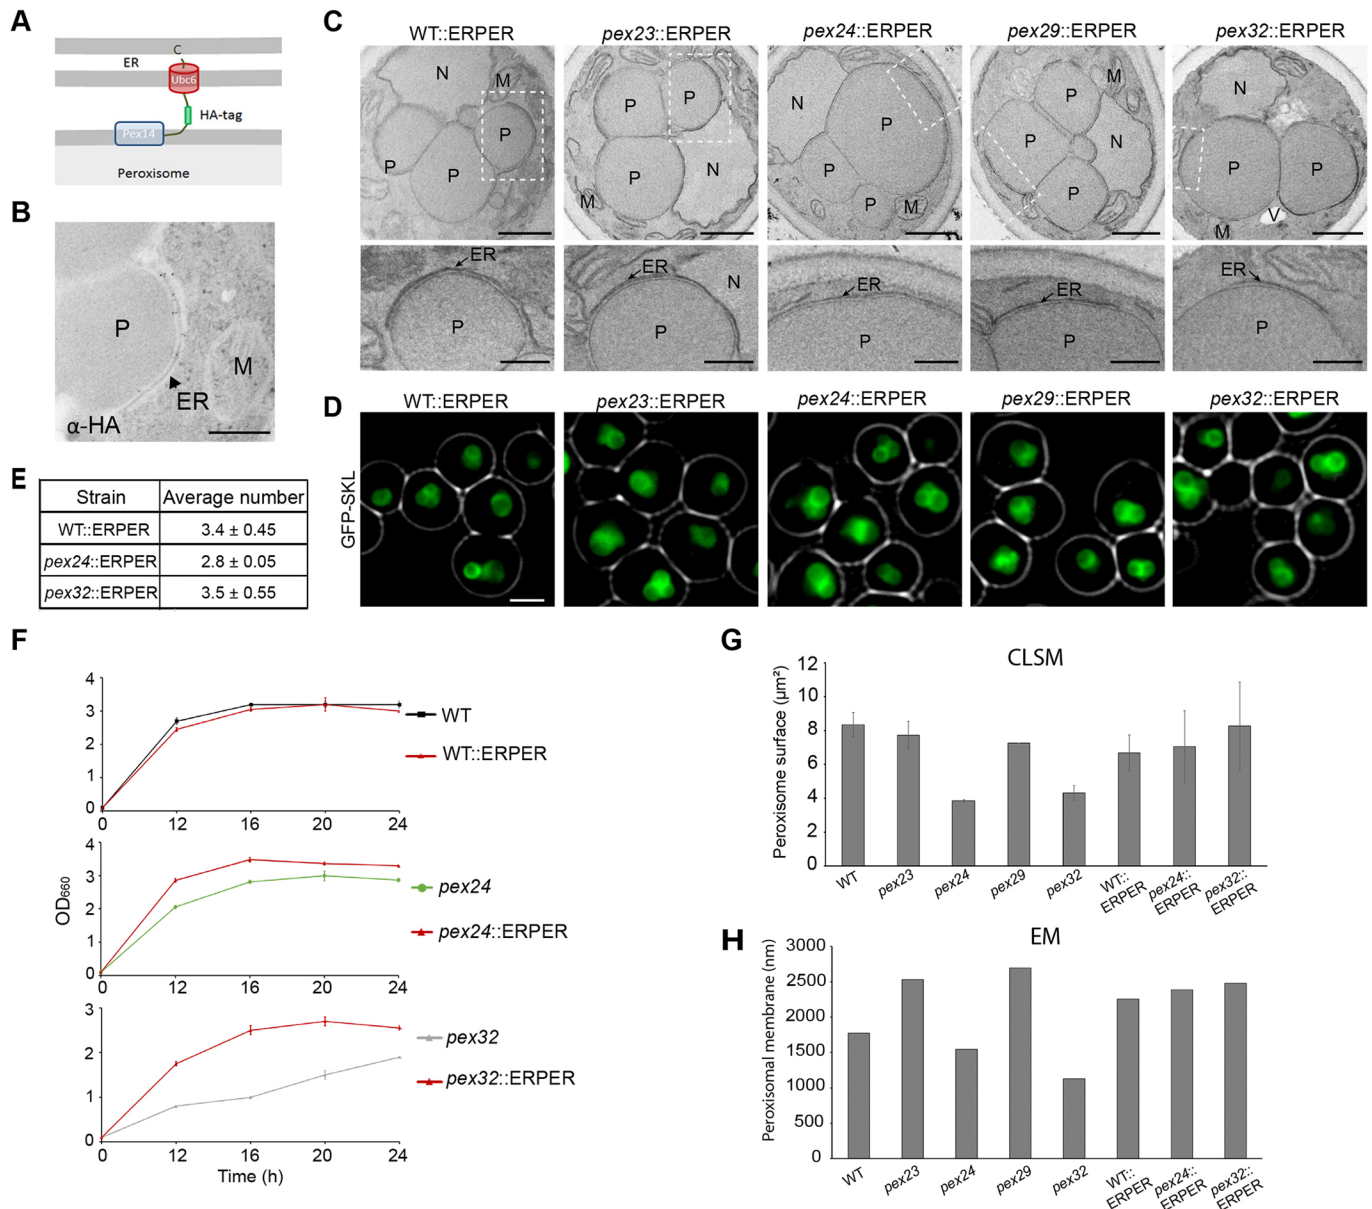 A
C
ER
Ubc6
HA-tag
Pex14
Peroxisome
B
P
M
ER
α-HA
C
WT::ERPER
pex23::ERPER
pex24::ERPER
pex29::ERPER
pex32::ERPER
N
M
P
P
P
P
P
P
N
M
N
P
P
P
M
P
M
P
N
P
N
P
P
V
M
ER
P
ER
N
P
ER
P
ER
P
ER
P
D
WT::ERPER
pex23::ERPER
pex24::ERPER
pex29::ERPER
pex32::ERPER
GFP-SKL
E
Strain Average number
WT::ERPER 3.4 ± 0.45
pex24::ERPER 2.8 ± 0.05
pex32::ERPER 3.5 ± 0.55
F
4
3
2
1
0
0 12 16 20 24
WT
WT::ERPER
4
3
2
1
0
0 12 16 20 24
pex24
pex24::ERPER
OD660
3
2
1
0
0 12 16 20 24
pex32
pex32::ERPER
Time (h)
G
CLSM
Peroxisome surface (µm²)
12
10
8
6
4
2
0
WT
pex23
pex24
pex29
pex32
WT::
ERPER
pex24::
ERPER
pex32::
ERPER
H
EM
Peroxisomal membrane (nm)
3000
2500
2000
1500
1000
500
0
WT
pex23
pex24
pex29
pex32
WT::
ERPER
pex24::
ERPER
pex32::
ERPER